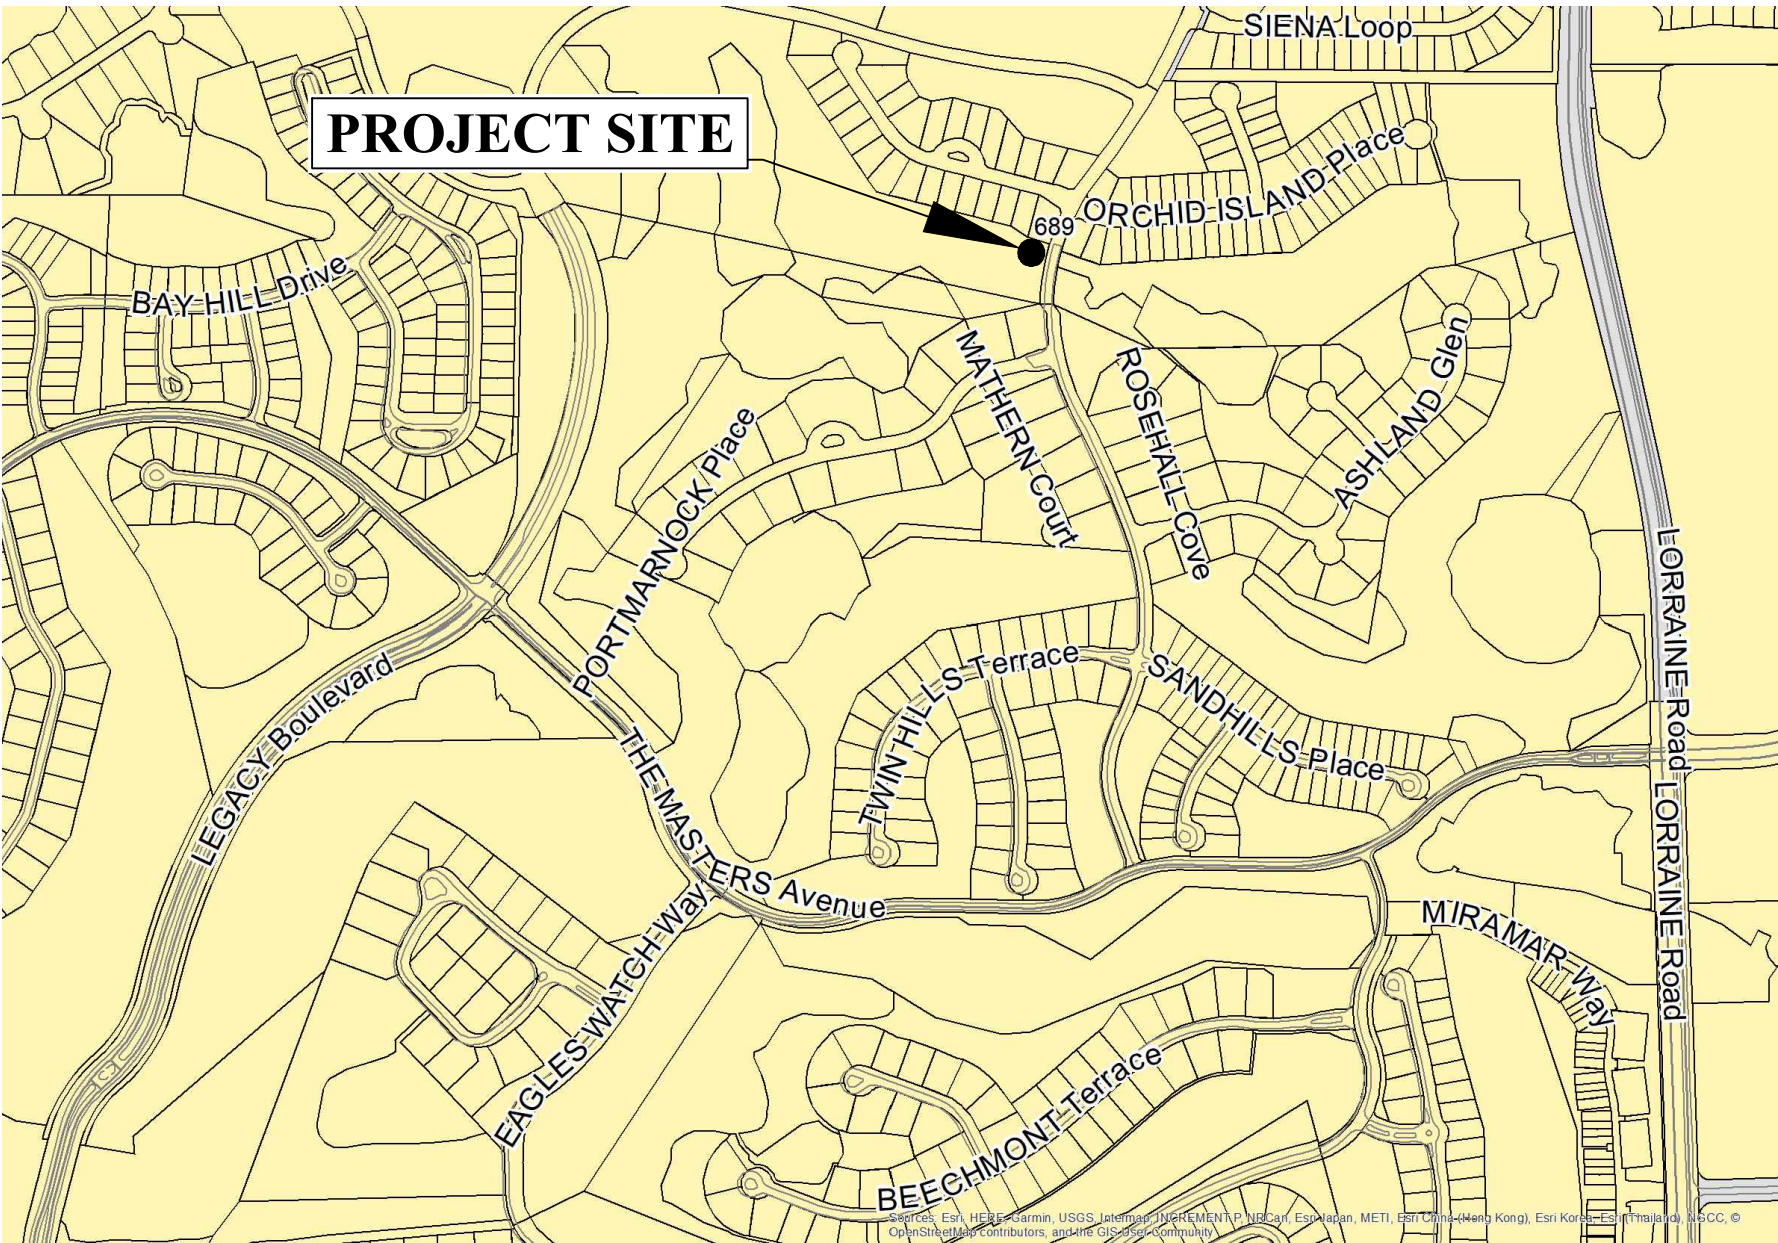 SIENA Loop
PROJECT SITE
ORCHID ISLAND Place
689
BAY HILL Drive
MATHERN Court
ROSEHALL Cove
ASHLAND Glen
PORTMARNOCK Place
LORRAINE Road
LEGACY Boulevard
TWIN HILLS Terrace
SANDHILLS Place
THE MASTERS Avenue
LORRAINE Road
EAGLES WATCH Way
MIRAMAR Way
BEECHMONT Terrace
Sources: Esri, HERE, Garmin, USGS, Intermap, INCREMENT P, NRCan, Esri Japan, METI, Esri China (Hong Kong), Esri Korea, Esri (Thailand), NGCC, ©
OpenStreetMap contributors, and the GIS User Community